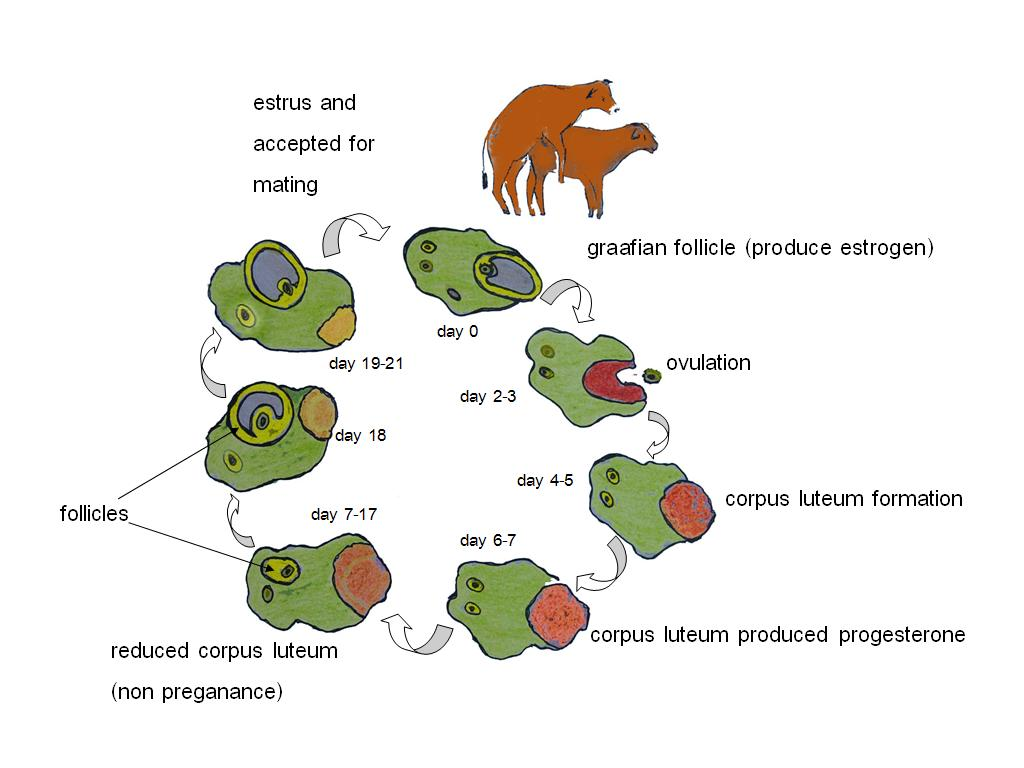 estrus and
accepted for
mating
graafian follicle (produce estrogen)
day 0
ovulation
day 2-3
day 4-5
corpus luteum formation
day 6-7
corpus luteum produced progesterone
day 7-17
reduced corpus luteum
(non preganance)
follicles
day 18
day 19-21